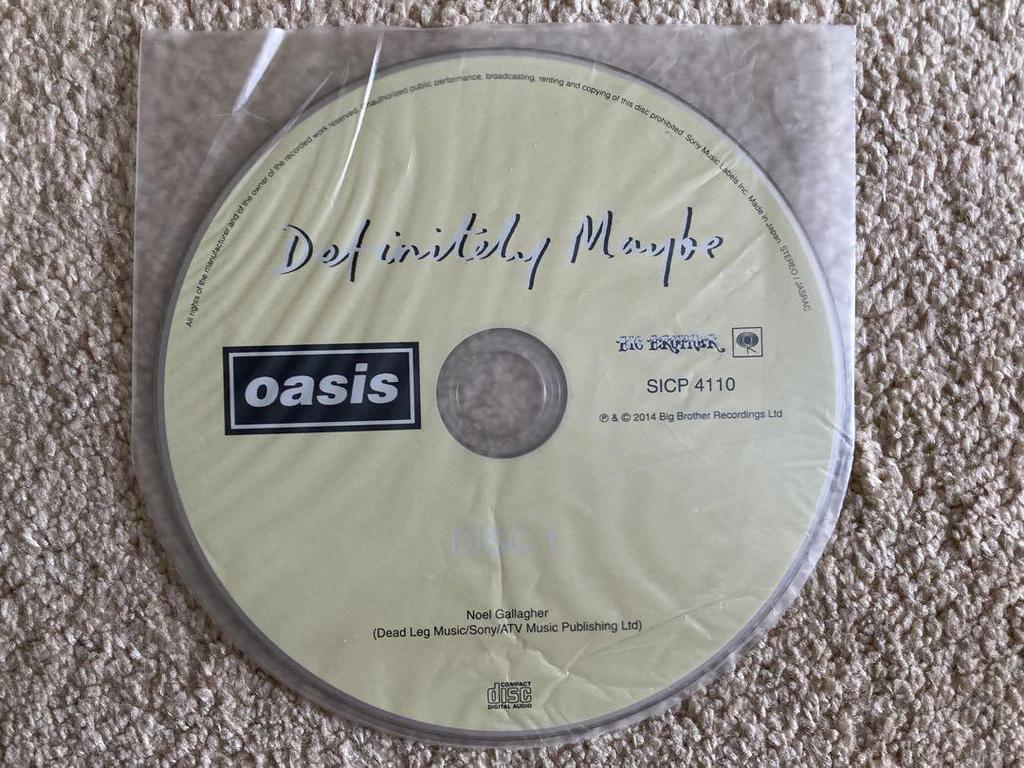 All rights of the manufacturer and of the owner of the recorded work reserved. Unauthorized public performance, broadcasting, renting and copying of this disc prohibited. Sony Music Labels Inc. Made in Japan. STEREO / JASRAC
Definitely Maybe
BIG BROTHER
oasis
SICP 4110
℗ & © 2014 Big Brother Recordings Ltd
DISC 1
Noel Gallagher
(Dead Leg Music/Sony/ATV Music Publishing Ltd)
COMPACT
disc
DIGITAL AUDIO